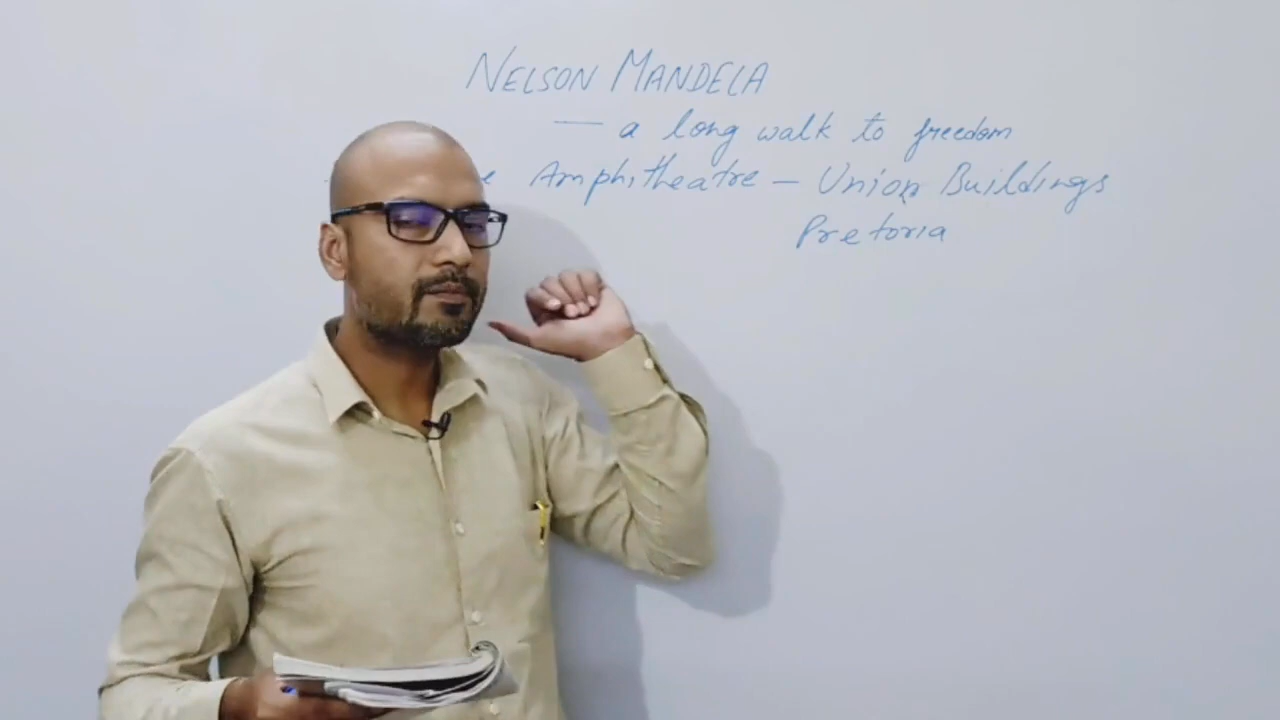 NELSON MANDELA
— a long walk to freedom
Amphitheatre — Union Buildings
Pretoria